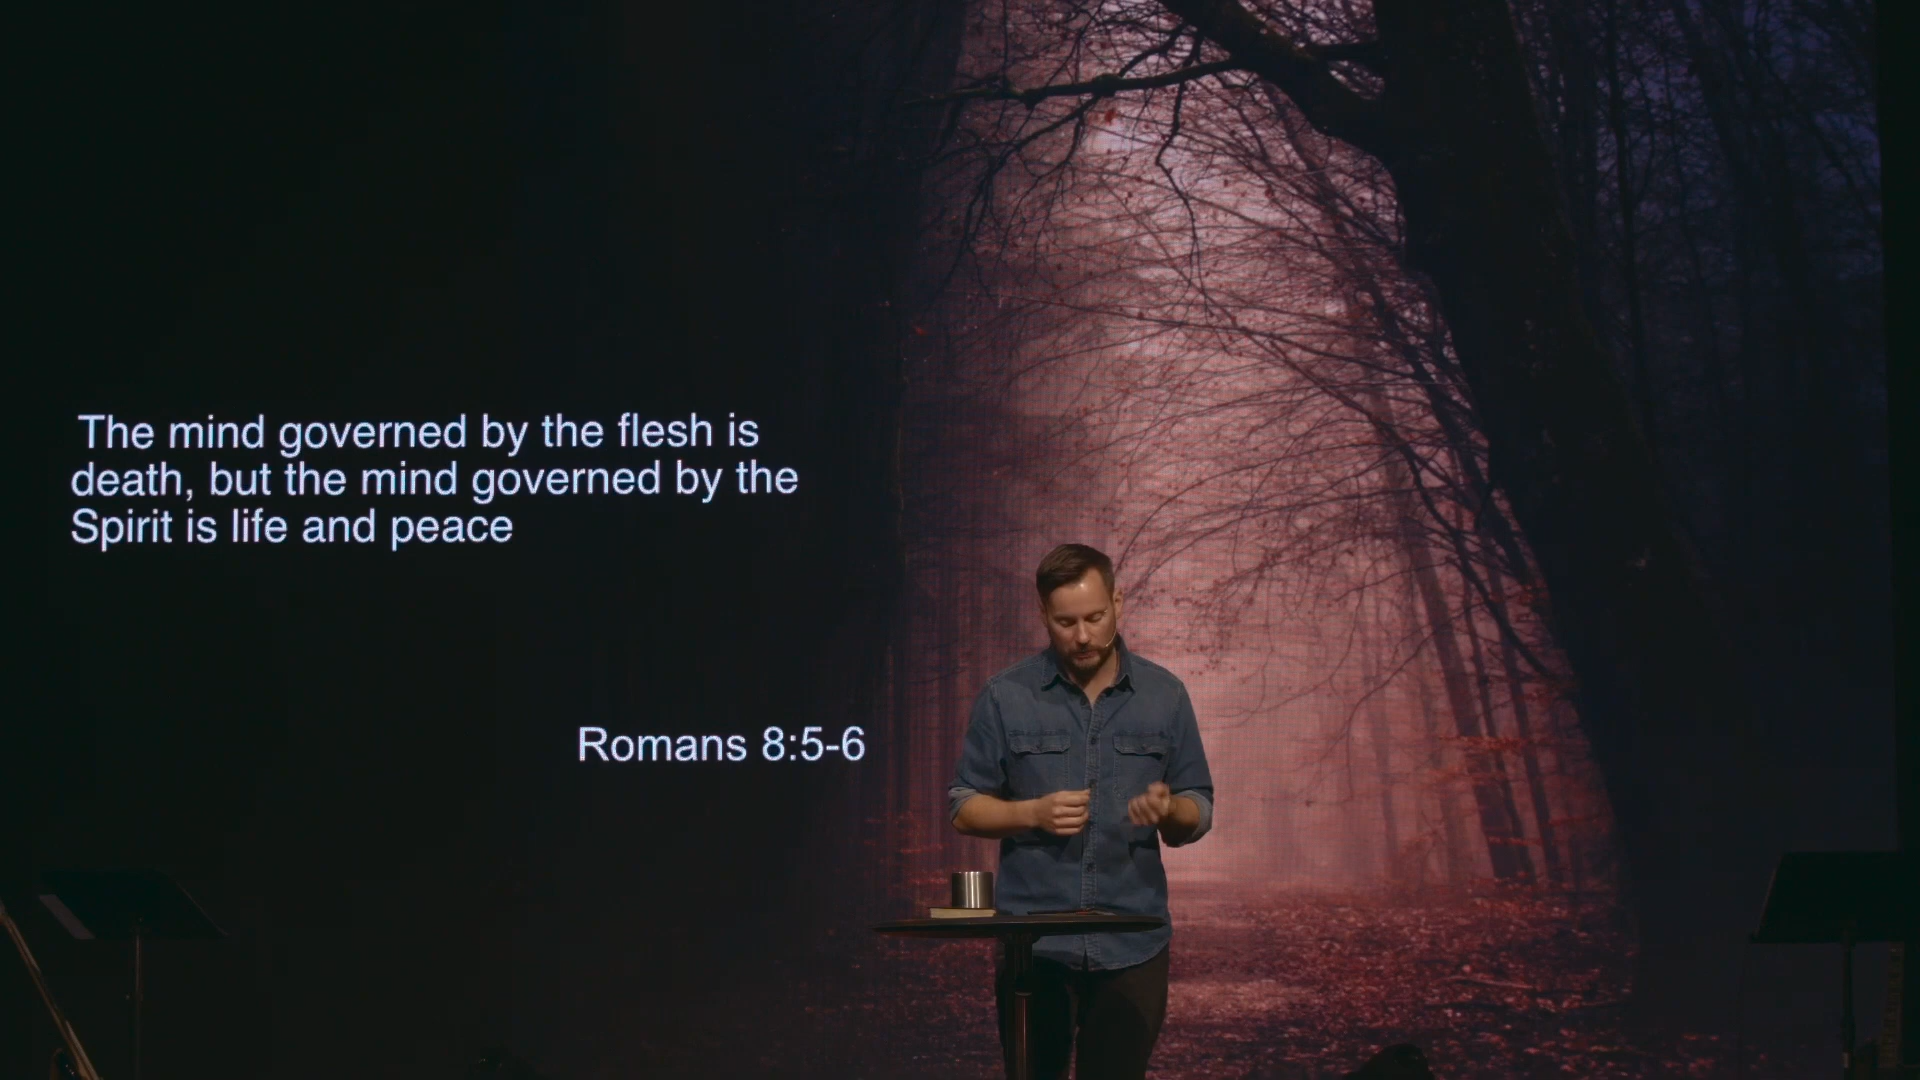 The mind governed by the flesh is
death, but the mind governed by the
Spirit is life and peace
Romans 8:5-6